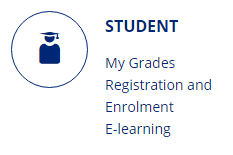 STUDENT
My Grades
Registration and
Enrolment
E-learning